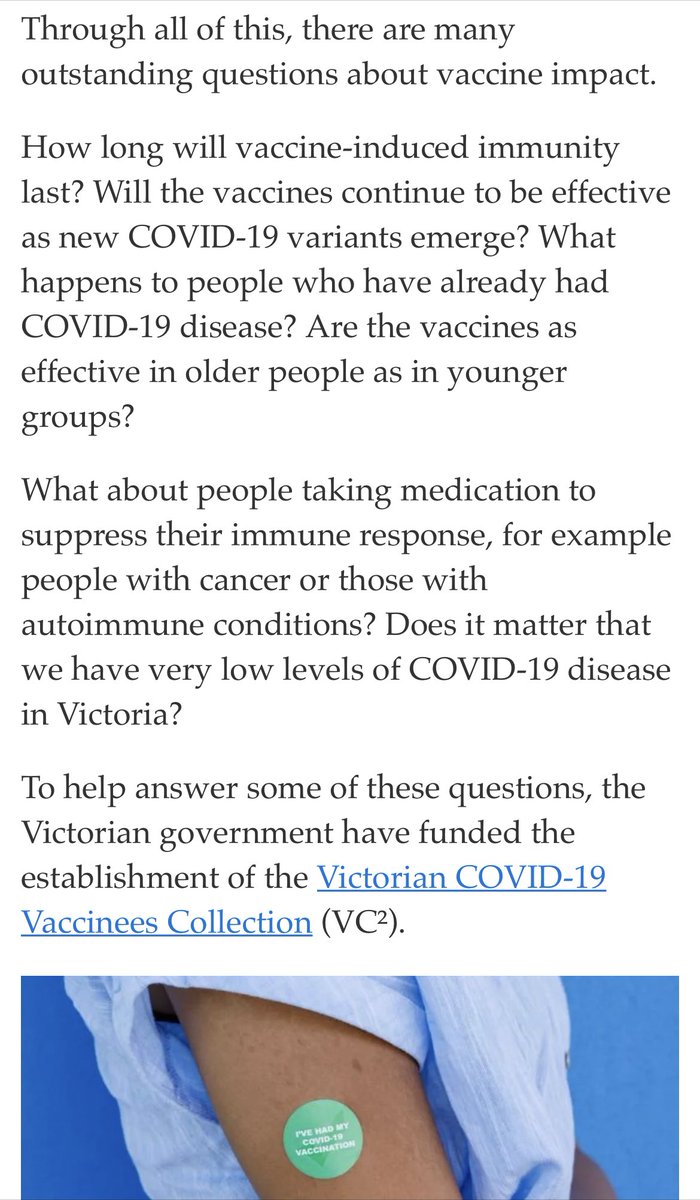 Through all of this, there are many
outstanding questions about vaccine impact.
How long will vaccine-induced immunity
last? Will the vaccines continue to be effective
as new COVID-19 variants emerge? What
happens to people who have already had
COVID-19 disease? Are the vaccines as
effective in older people as in younger
groups?
What about people taking medication to
suppress their immune response, for example
people with cancer or those with
autoimmune conditions? Does it matter that
we have very low levels of COVID-19 disease
in Victoria?
To help answer some of these questions, the
Victorian government have funded the
establishment of the Victorian COVID-19
Vaccinees Collection (VC²).
I'VE HAD MY
COVID-19
VACCINATION